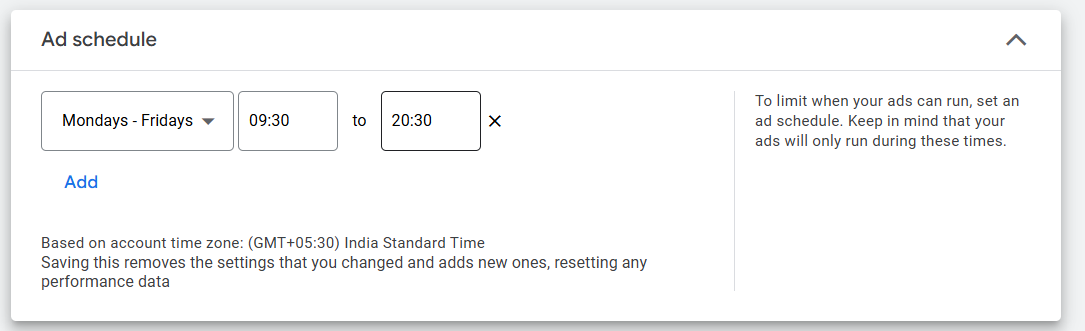 Ad schedule
Mondays - Fridays 09:30 to 20:30
To limit when your ads can run, set an
ad schedule. Keep in mind that your
ads will only run during these times.
Add
Based on account time zone: (GMT+05:30) India Standard Time
Saving this removes the settings that you changed and adds new ones, resetting any
performance data